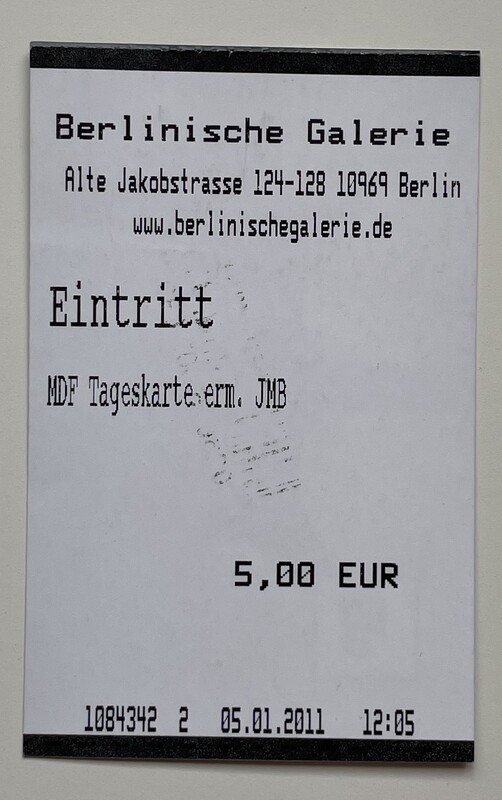 Berlinische Galerie
Alte Jakobstrasse 124-128 10969 Berlin
www.berlinischegalerie.de
Eintritt
MDF Tageskarte erm. JMB
5,00 EUR
1084342 2 05.01.2011 12:05